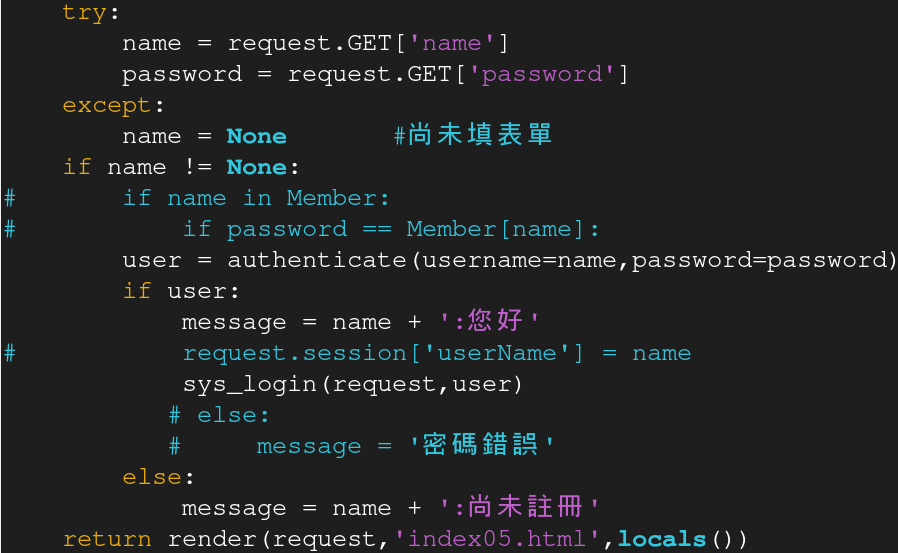 try:
        name = request.GET['name']
        password = request.GET['password']
    except:
        name = None       #尚未填表單
    if name != None:
#       if name in Member:
#           if password == Member[name]:
        user = authenticate(username=name,password=password)
        if user:
            message = name + ':您好'
#           request.session['userName'] = name
            sys_login(request,user)
           # else:
           #     message = '密碼錯誤'
        else:
            message = name + ':尚未註冊'
    return render(request,'index05.html',locals())